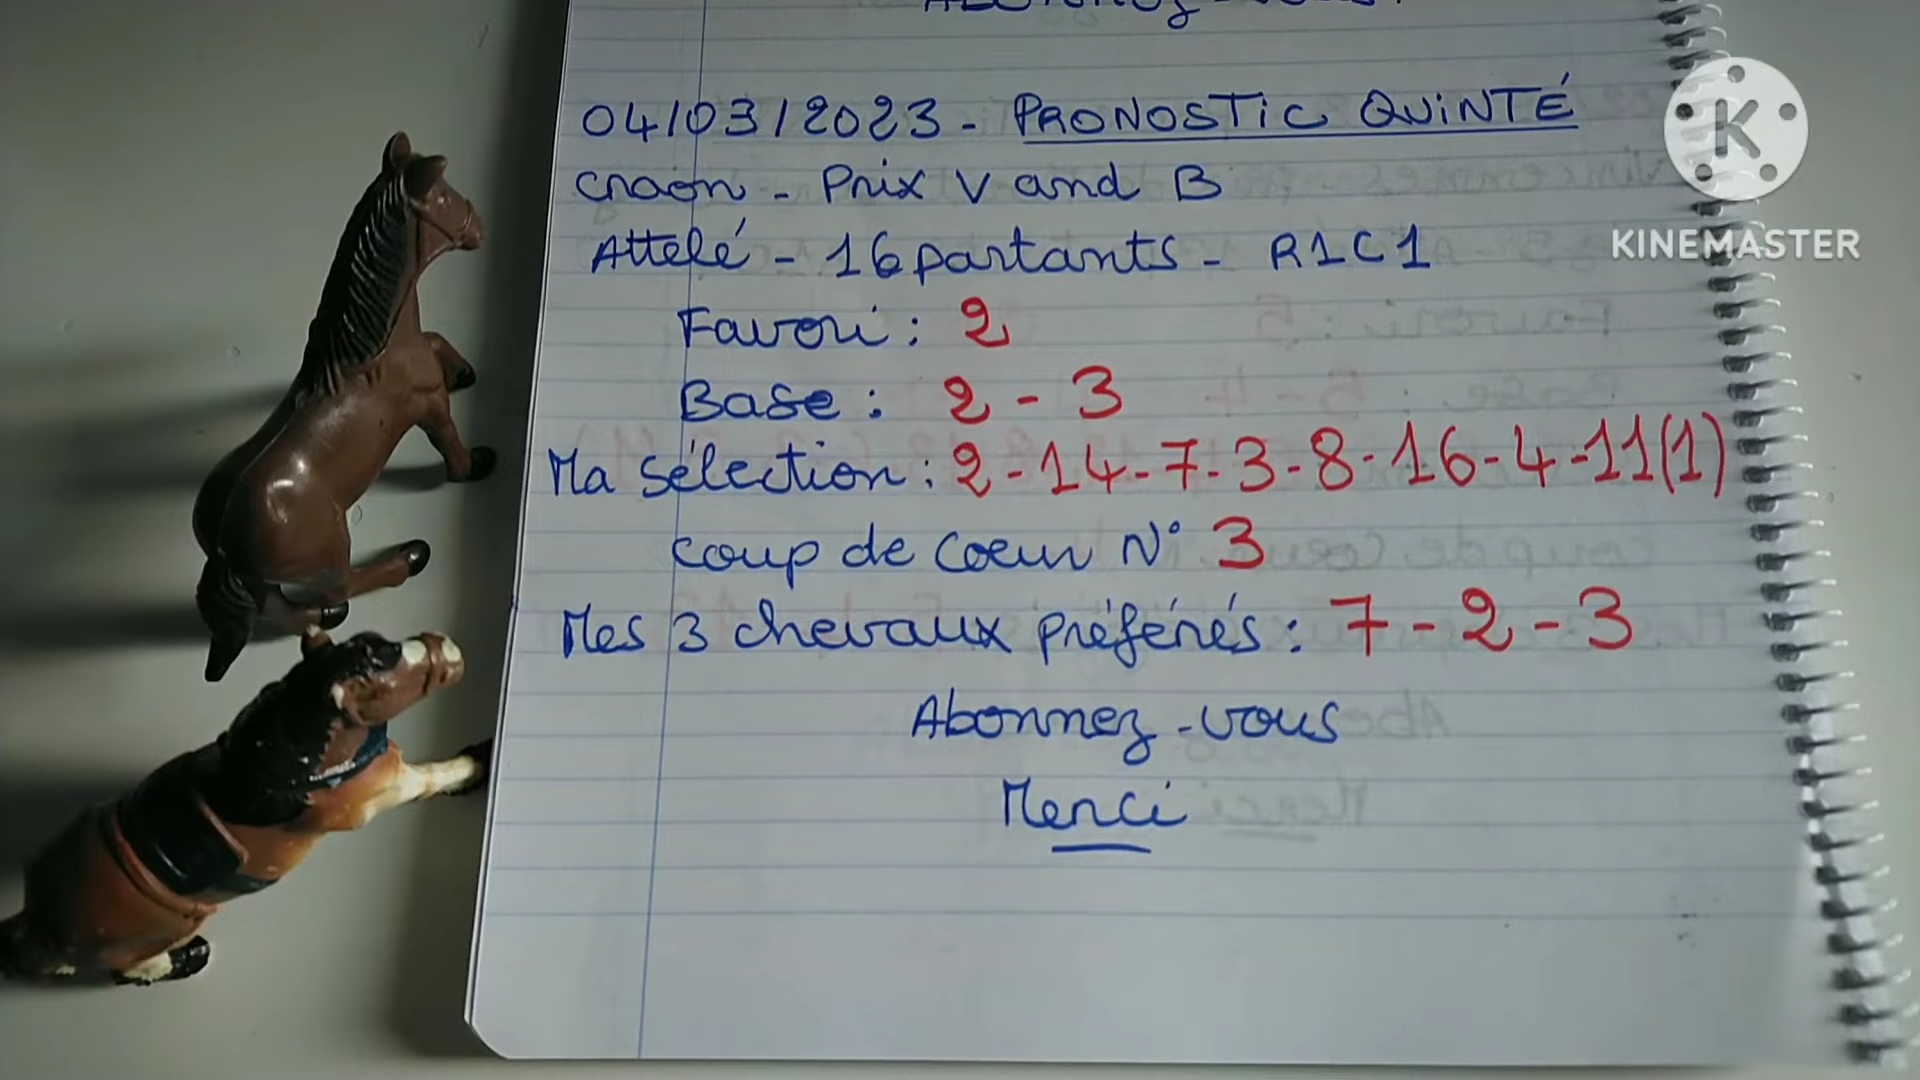 04/03/2023 - PRONOSTIC QUINTÉ
Craon - Prix V and B
Attelé - 16 partants - R1C1
Favori : 2
Base : 2 - 3
Ma sélection : 2 - 14 - 7 - 3 - 8 - 16 - 4 - 11 (1)
coup de coeur N° 3
Mes 3 chevaux préférés : 7 - 2 - 3
Abonnez-vous
Merci
K
KINEMASTER